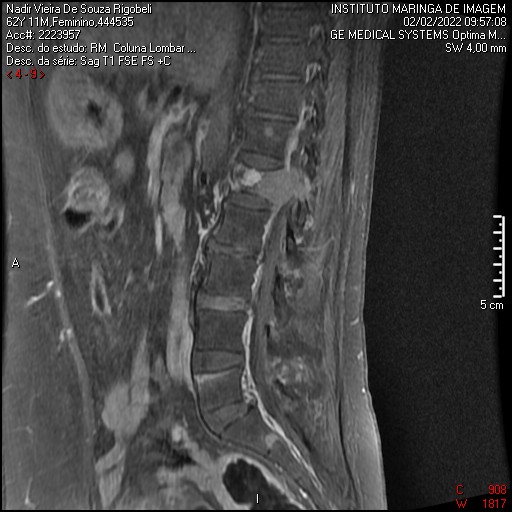 Nadir Vieira De Souza Rigobeli
62Y 11M,Feminino,444535
Acc#: 2223957
Desc. do estudo: RM Coluna Lombar ...
Desc. da série: Sag T1 FSE FS +C
< 4 - 9 >
INSTITUTO MARINGA DE IMAGEM
02/02/2022 09:57:08
GE MEDICAL SYSTEMS Optima M...
SW 4,00 mm
A
5 cm
I
C 908
W 1817